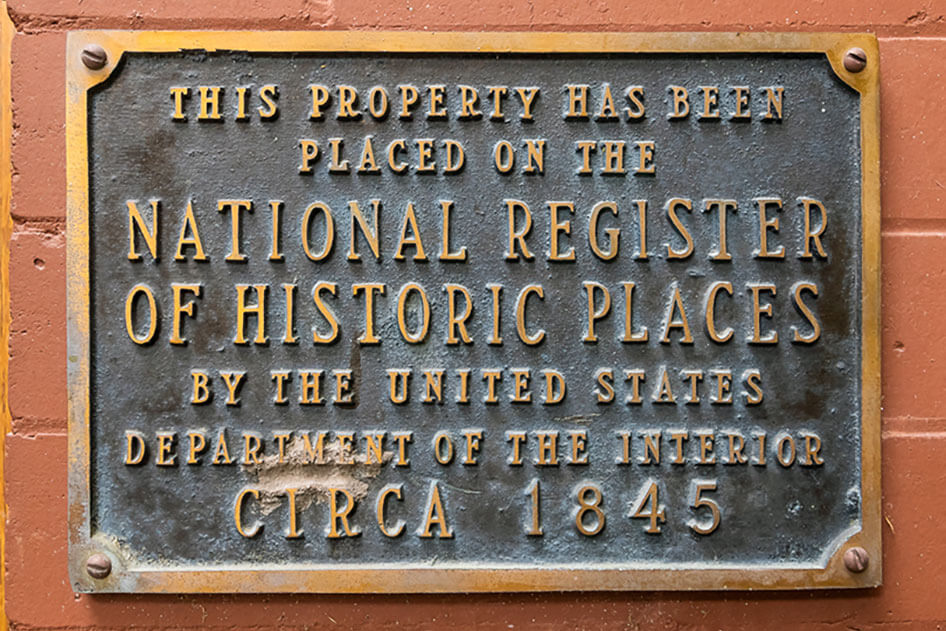 THIS PROPERTY HAS BEEN
PLACED ON THE
NATIONAL REGISTER
OF HISTORIC PLACES
BY THE UNITED STATES
DEPARTMENT OF THE INTERIOR
CIRCA 1845